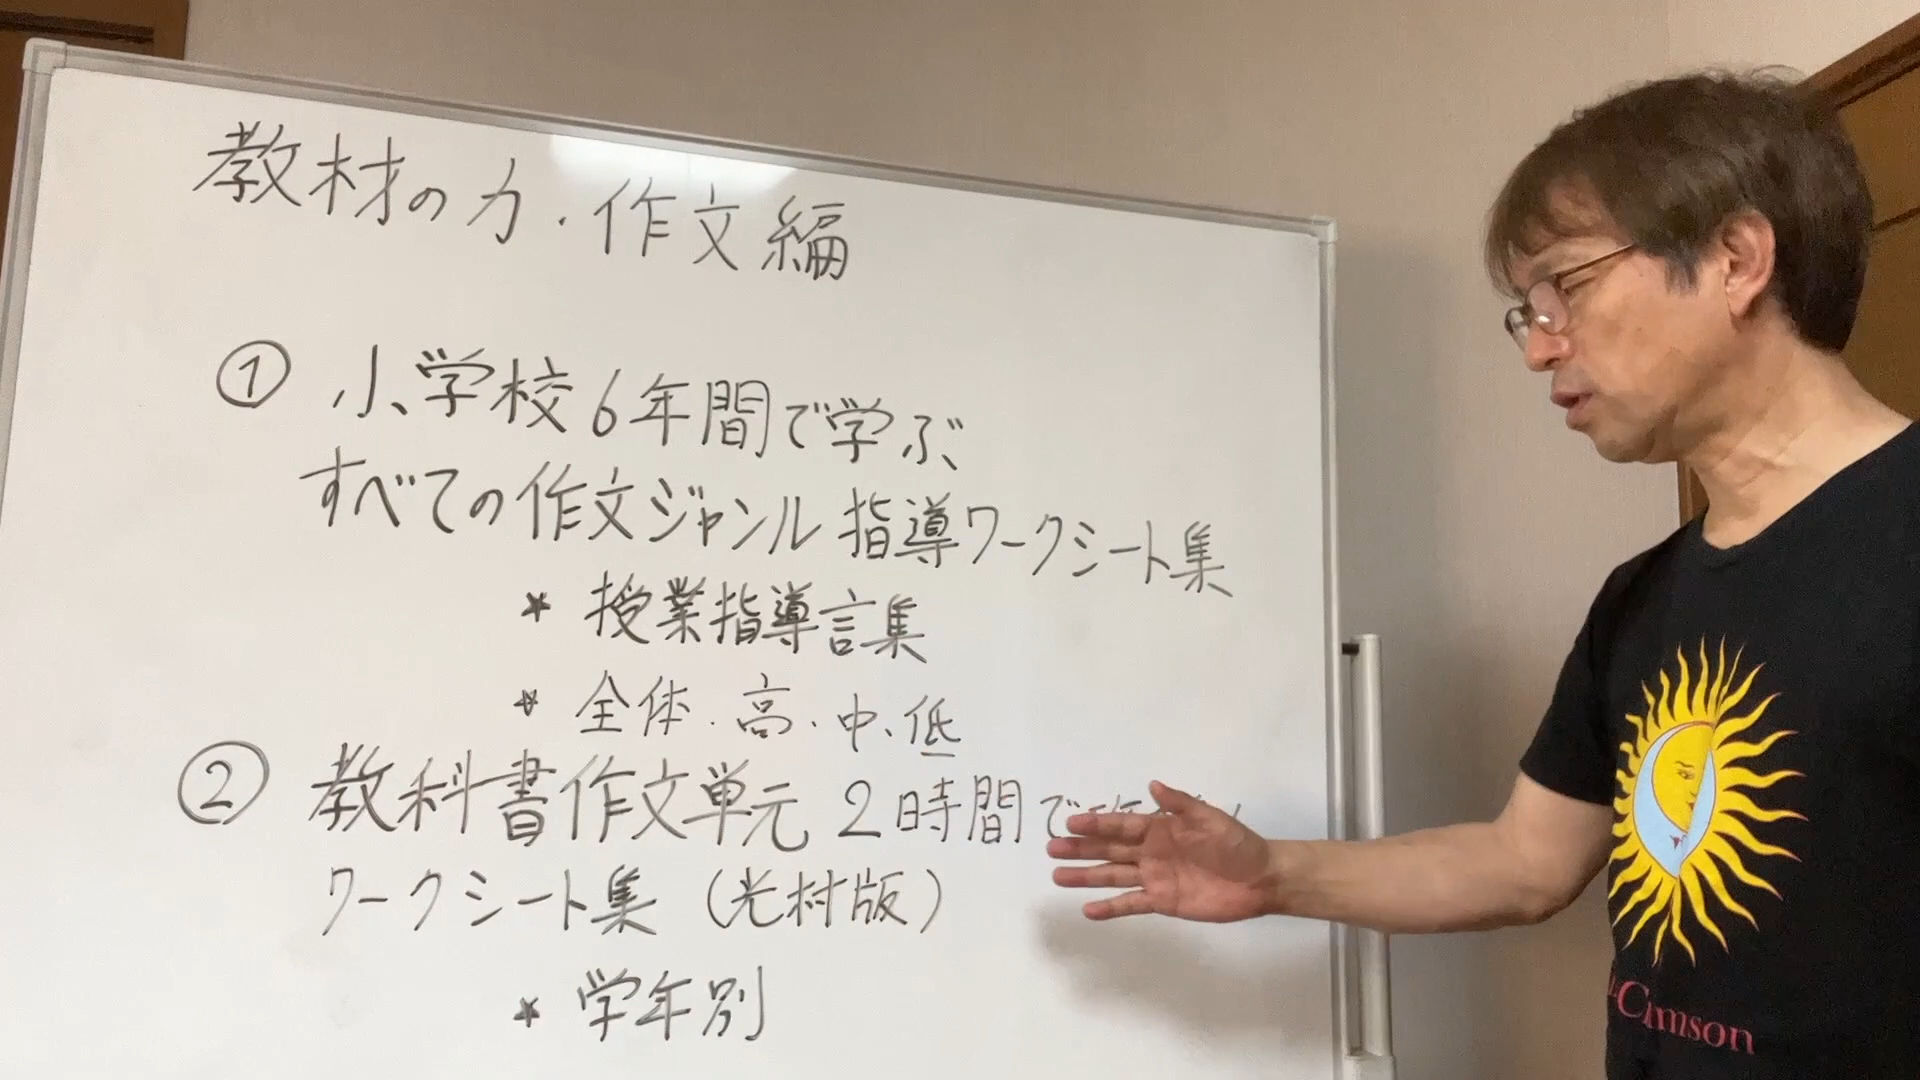 教材の力・作文編
① 小学校6年間で学ぶ
すべての作文ジャンル指導ワークシート集
* 授業指導言集
* 全体・高・中・低
② 教科書作文単元 2時間で
ワークシート集(光村版)
* 学年別
Crimson